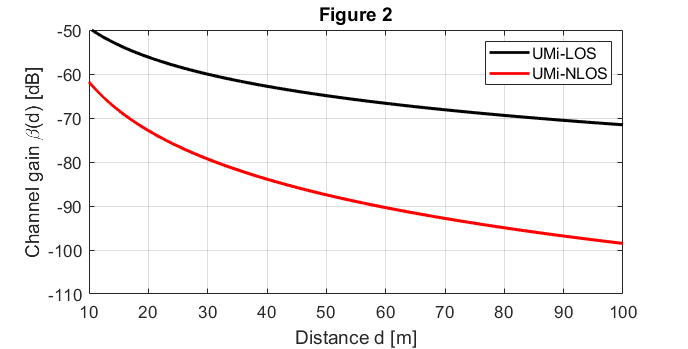 Figure 2
Channel gain β(d) [dB]
-50
-60
-70
-80
-90
-100
-110
UMi-LOS
UMi-NLOS
10 20 30 40 50 60 70 80 90 100
Distance d [m]